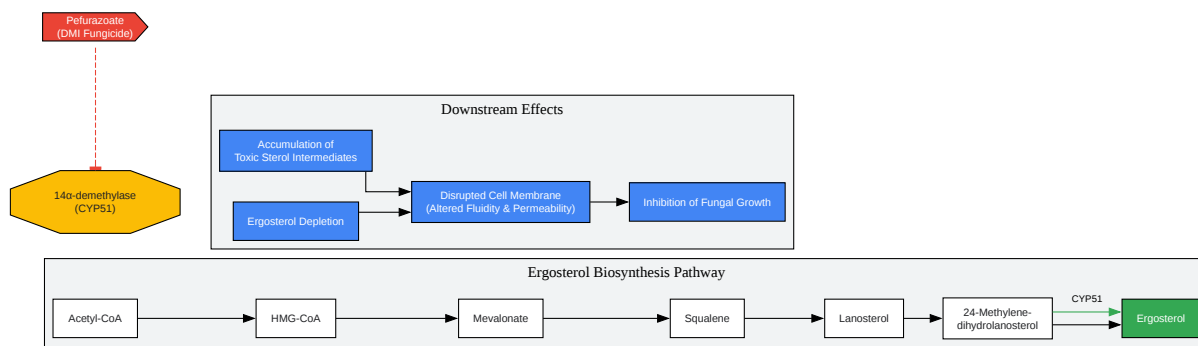 Pefurazoate
(DMI Fungicide)
14α-demethylase
(CYP51)
Downstream Effects
Accumulation of
Toxic Sterol Intermediates
Ergosterol Depletion
Disrupted Cell Membrane
(Altered Fluidity & Permeability)
Inhibition of Fungal Growth
Ergosterol Biosynthesis Pathway
Acetyl-CoA
HMG-CoA
Mevalonate
Squalene
Lanosterol
24-Methylene-
dihydrolanosterol
CYP51
Ergosterol